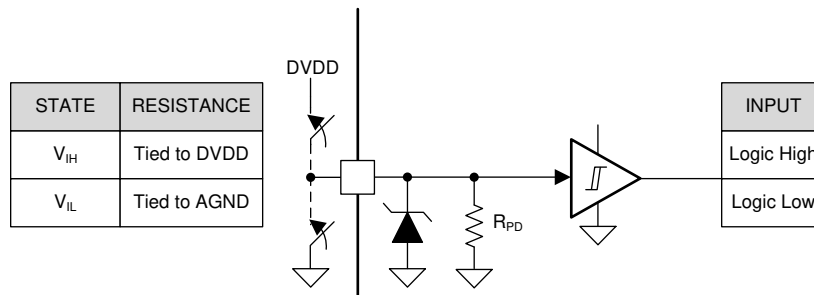 DVDD
STATE RESISTANCE
V_IH Tied to DVDD
V_IL Tied to AGND
R_PD
INPUT
Logic High
Logic Low